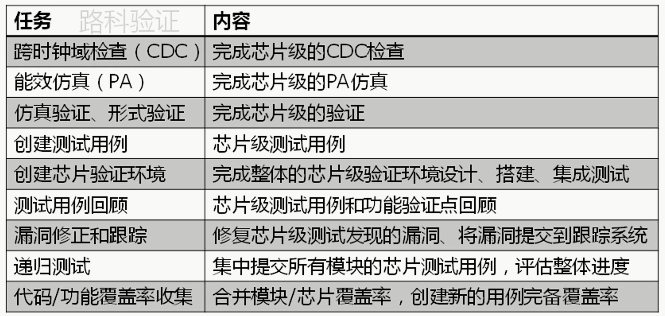 任务 路科验证 内容
跨时钟域检查（CDC） 完成芯片级的CDC检查
能效仿真（PA） 完成芯片级的PA仿真
仿真验证、形式验证 完成芯片级的验证
创建测试用例 芯片级测试用例
创建芯片验证环境 完成整体的芯片级验证环境设计、搭建、集成测试
测试用例回顾 芯片级测试用例和功能验证点回顾
漏洞修正和跟踪 修复芯片级测试发现的漏洞、将漏洞提交到跟踪系统
递归测试 集中提交所有模块的芯片测试用例，评估整体进度
代码/功能覆盖率收集 合并模块/芯片覆盖率，创建新的用例完备覆盖率